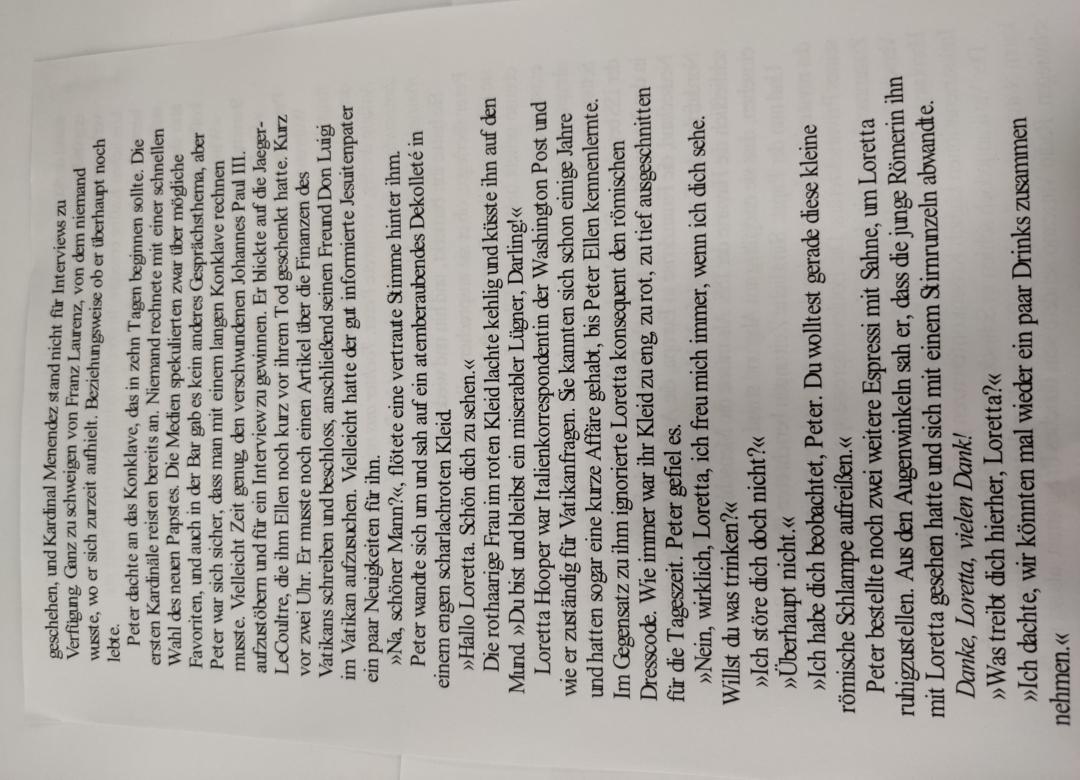 geschehen, und Kardinal Menendez stand nicht für Interviews zu
Verfügung. Ganz zu schweigen von Franz Laurenz, von dem niemand
wusste, wo er sich zurzeit aufhielt. Beziehungsweise ob er überhaupt noch
lebte.
Peter dachte an das Konklave, das in zehn Tagen beginnen sollte. Die
ersten Kardinäle reisten bereits an. Niemand rechnete mit einer schnellen
Wahl des neuen Papstes. Die Medien spekulierten zwar über mögliche
Favoriten, und auch in der Bar gab es kein anderes Gesprächsthema, aber
Peter war sich sicher, dass man mit einem langen Konklave rechnen
musste. Vielleicht Zeit genug, den verschwundenen Johannes Paul III.
aufzustöbern und für ein Interview zu gewinnen. Er blickte auf die Jaeger-
LeCoultre, die ihm Ellen noch kurz vor ihrem Tod geschenkt hatte. Kurz
vor zwei Uhr. Er musste noch einen Artikel über die Finanzen des
Vatikans schreiben und beschloss, anschließend seinen Freund Don Luigi
im Vatikan aufzusuchen. Vielleicht hatte der gut informierte Jesuitenpater
ein paar Neuigkeiten für ihn.
»Na, schöner Mann?«, flötete eine vertraute Stimme hinter ihm.
Peter wandte sich um und sah auf ein atemberaubendes Dekolleté in
einem engen scharlachroten Kleid.
»Hallo Loretta. Schön dich zu sehen.«
Die rothaarige Frau im roten Kleid lachte kehlig und küsste ihn auf den
Mund. »Du bist und bleibst ein miserabler Lügner, Darling!«
Loretta Hooper war Italienkorrespondentin der Washington Post und
wie er zuständig für Vatikanfragen. Sie kannten sich schon einige Jahre
und hatten sogar eine kurze Affäre gehabt, bis Peter Ellen kennenlernte.
Im Gegensatz zu ihm ignorierte Loretta konsequent den römischen
Dresscode. Wie immer war ihr Kleid zu eng, zu rot, zu tief ausgeschnitten
für die Tageszeit. Peter gefiel es.
»Nein, wirklich, Loretta, ich freu mich immer, wenn ich dich sehe.
Willst du was trinken?«
»Ich störe dich doch nicht?«
»Überhaupt nicht.«
»Ich habe dich beobachtet, Peter. Du wolltest gerade diese kleine
römische Schlampe aufreißen.«
Peter bestellte noch zwei weitere Espressi mit Sahne, um Loretta
ruhigzustellen. Aus den Augenwinkeln sah er, dass die junge Römerin ihn
mit Loretta gesehen hatte und sich mit einem Stirnrunzeln abwandte.
Danke, Loretta, vielen Dank!
»Was treibt dich hierher, Loretta?«
»Ich dachte, wir könnten mal wieder ein paar Drinks zusammen
nehmen.«